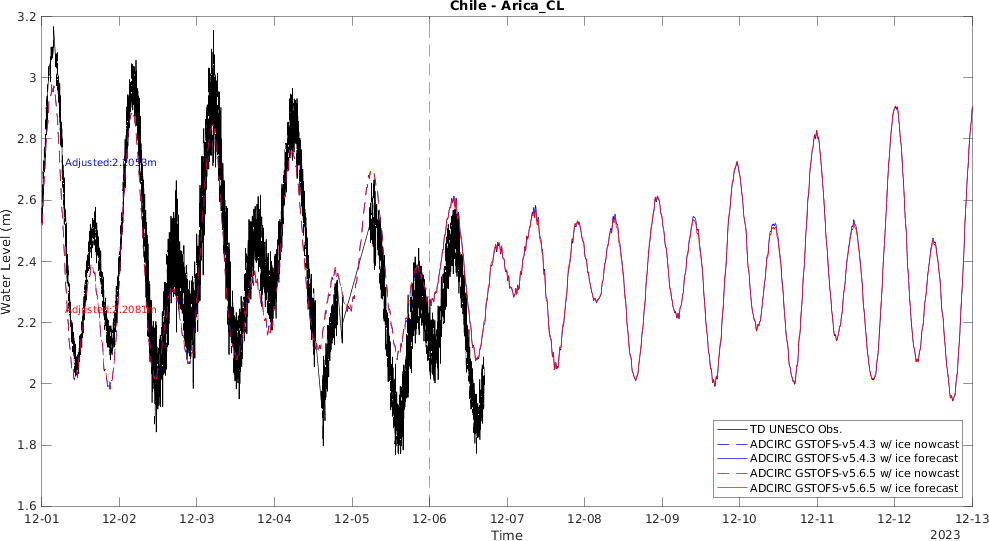 Chile - Arica_CL
3.2
3
2.8
2.6
2.4
2.2
2
1.8
1.6
Water Level (m)
Adjusted:2.2053m
Adjusted:2.2081m
TD UNESCO Obs.
ADCIRC GSTOFS-v5.4.3 w/ ice nowcast
ADCIRC GSTOFS-v5.4.3 w/ ice forecast
ADCIRC GSTOFS-v5.6.5 w/ ice nowcast
ADCIRC GSTOFS-v5.6.5 w/ ice forecast
12-01 12-02 12-03 12-04 12-05 12-06 12-07 12-08 12-09 12-10 12-11 12-12 12-13
Time
2023